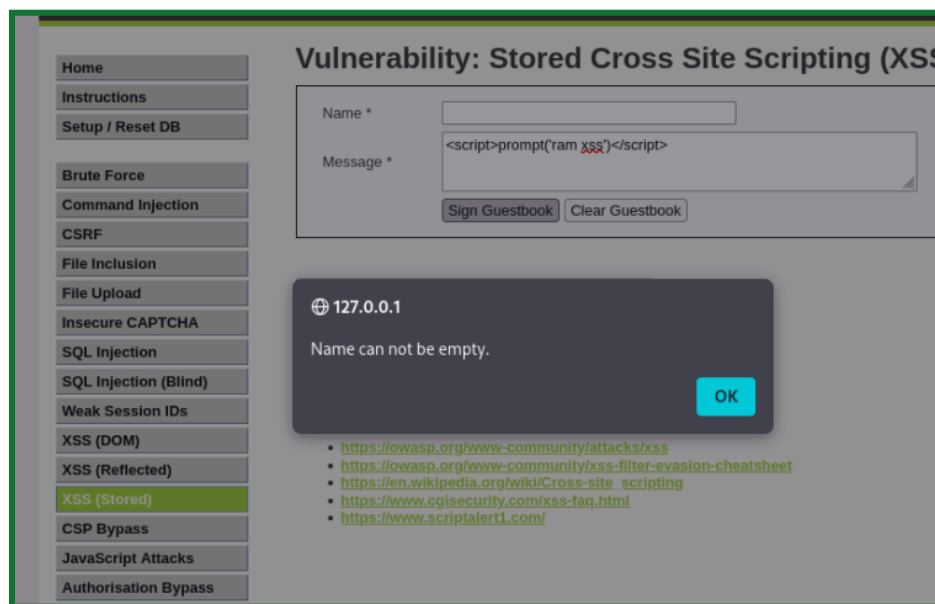 Vulnerability: Stored Cross Site Scripting (XSS
Home
Instructions
Setup / Reset DB
Brute Force
Command Injection
CSRF
File Inclusion
File Upload
Insecure CAPTCHA
SQL Injection
SQL Injection (Blind)
Weak Session IDs
XSS (DOM)
XSS (Reflected)
XSS (Stored)
CSP Bypass
JavaScript Attacks
Authorisation Bypass
Name *
Message *
<script>prompt('ram xss')</script>
Sign Guestbook
Clear Guestbook
127.0.0.1
Name can not be empty.
OK
https://owasp.org/www-community/attacks/xss
https://owasp.org/www-community/xss-filter-evasion-cheatsheet
https://en.wikipedia.org/wiki/Cross-site_scripting
https://www.cgisecurity.com/xss-faq.html
https://www.scriptalert1.com/